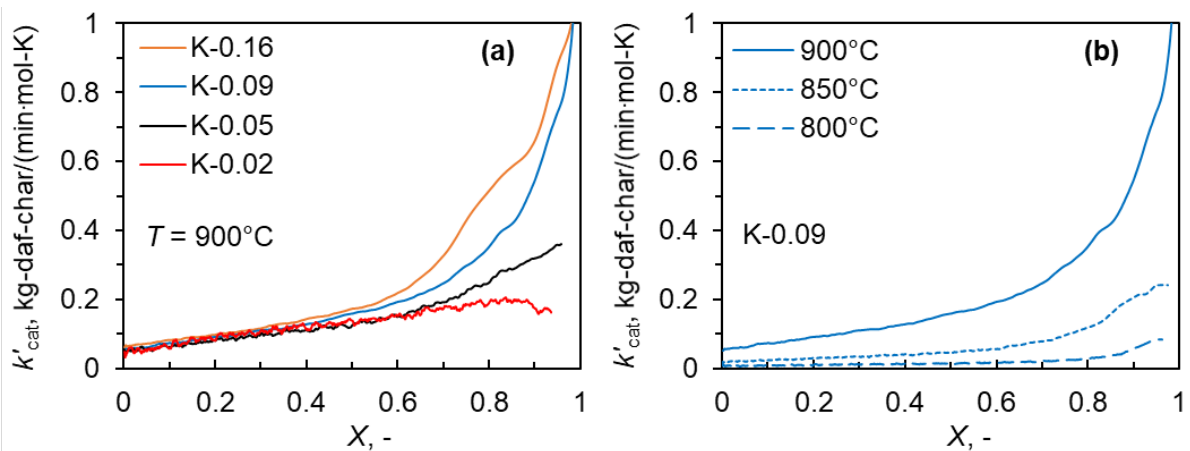 (a)
k′cat, kg-daf-char/(min·mol-K)
1
0.8
0.6
0.4
0.2
0
K-0.16
K-0.09
K-0.05
K-0.02
T = 900°C
0 0.2 0.4 0.6 0.8 1
X, -
(b)
k′cat, kg-daf-char/(min·mol-K)
1
0.8
0.6
0.4
0.2
0
900°C
850°C
800°C
K-0.09
0 0.2 0.4 0.6 0.8 1
X, -